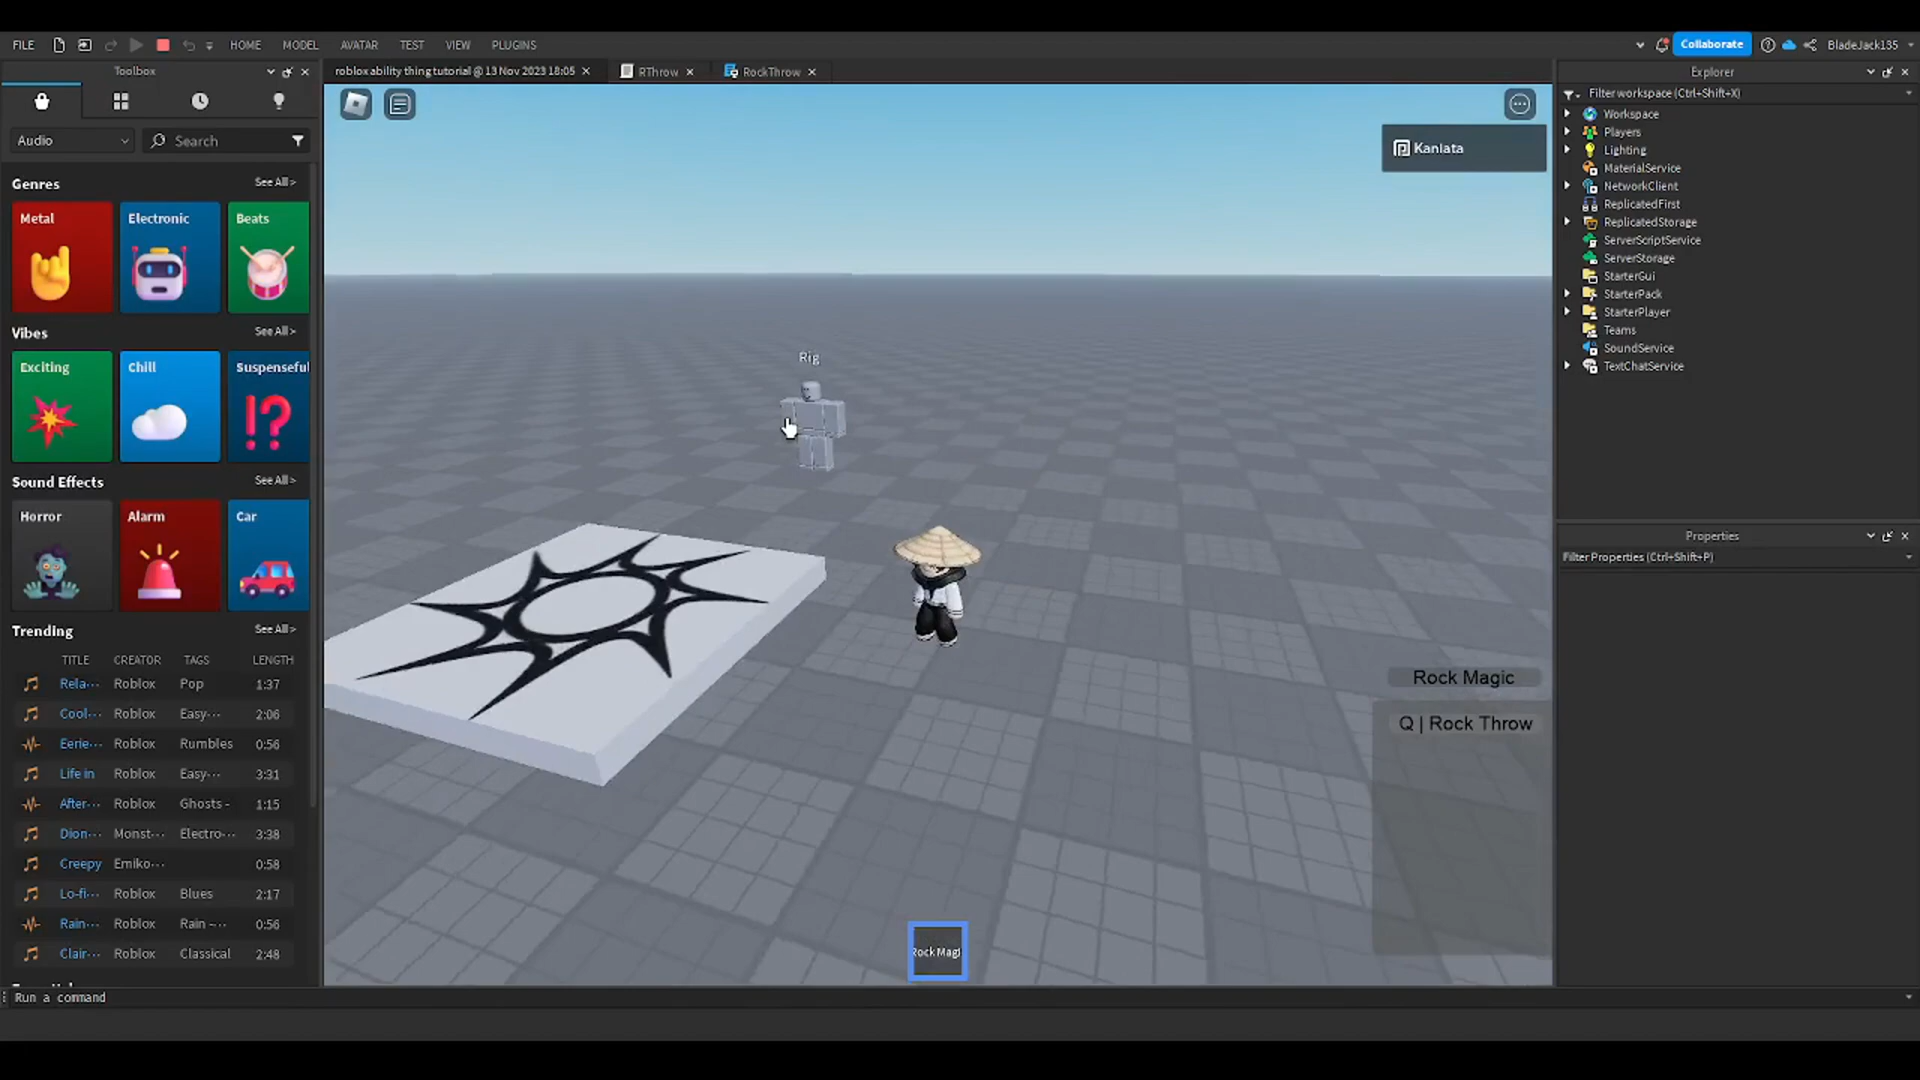 FILE HOME MODEL AVATAR TEST VIEW PLUGINS Collaborate BladeJack135
Toolbox
roblox ability thing tutorial @ 13 Nov 2023 18:05 RThrow RockThrow
Explorer
Filter workspace (Ctrl+Shift+X)
Audio Search
Genres See All >
Metal Electronic Beats
Vibes See All >
Exciting Chill Suspenseful
Sound Effects See All >
Horror Alarm Car
Trending See All >
TITLE CREATOR TAGS LENGTH
Rela··· Roblox Pop 1:37
Cool··· Roblox Easy··· 2:06
Eerie··· Roblox Rumbles 0:56
Life in Roblox Easy··· 3:31
After··· Roblox Ghosts - 1:15
Dion··· Monst··· Electro··· 3:38
Creepy Emiko··· 0:58
Lo-fi··· Roblox Blues 2:17
Rain··· Roblox Rain -··· 0:56
Clair··· Roblox Classical 2:48
Run a command
Kanlata
Rig
Rock Magic
Q | Rock Throw
Rock Magi
Workspace
Players
Lighting
MaterialService
NetworkClient
ReplicatedFirst
ReplicatedStorage
ServerScriptService
ServerStorage
StarterGui
StarterPack
StarterPlayer
Teams
SoundService
TextChatService
Properties
Filter Properties (Ctrl+Shift+P)